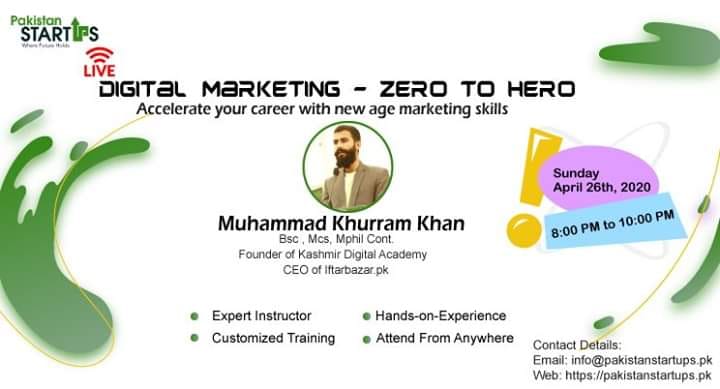 Pakistan
STARTUPS
Where Future Holds
LIVE
DIGITAL MARKETING - ZERO TO HERO
Accelerate your career with new age marketing skills
Sunday
April 26th, 2020
8:00 PM to 10:00 PM
Muhammad Khurram Khan
Bsc , Mcs, Mphil Cont.
Founder of Kashmir Digital Academy
CEO of Iftarbazar.pk
Expert Instructor
Hands-on-Experience
Customized Training
Attend From Anywhere
Contact Details:
Email: info@pakistanstartups.pk
Web: https://pakistanstartups.pk